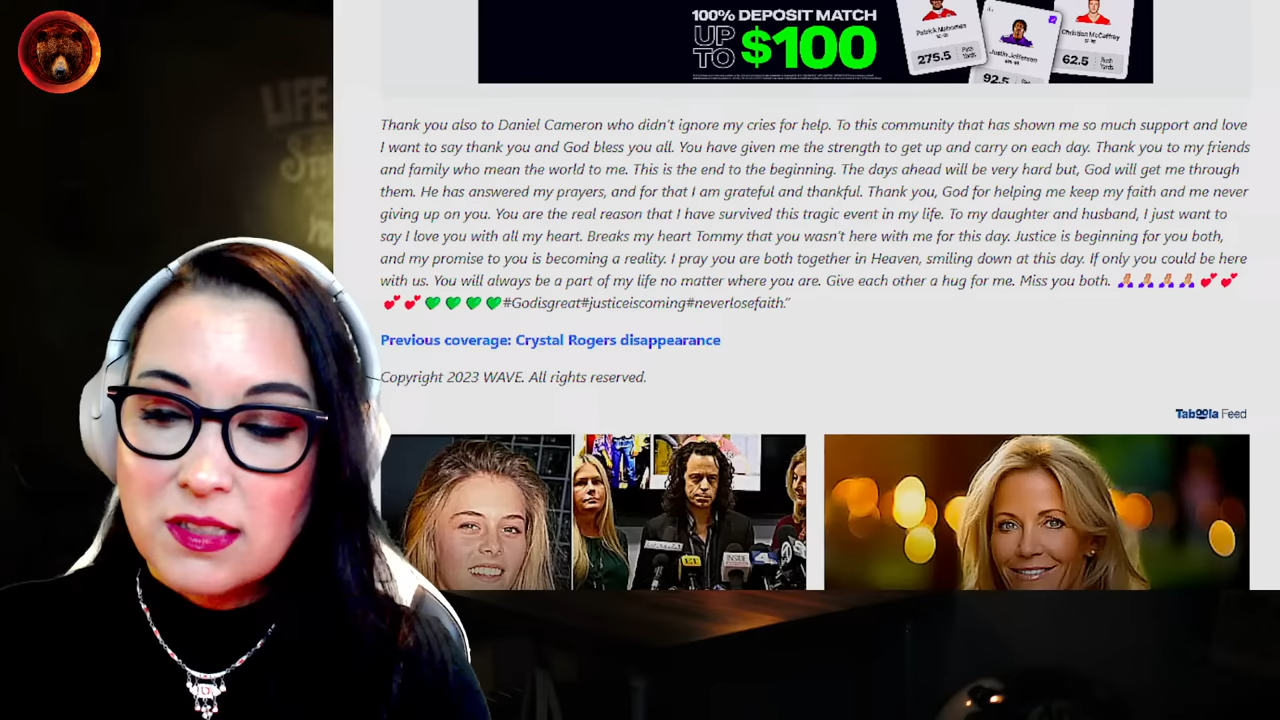 100% DEPOSIT MATCH
UP TO $100
Patrick Mahomes
275.5
Justin Jefferson
92.5
Christian McCaffrey
62.5
LIFE
Thank you also to Daniel Cameron who didn't ignore my cries for help. To this community that has shown me so much support and love
I want to say thank you and God bless you all. You have given me the strength to get up and carry on each day. Thank you to my friends
and family who mean the world to me. This is the end to the beginning. The days ahead will be very hard but, God will get me through
them. He has answered my prayers, and for that I am grateful and thankful. Thank you, God for helping me keep my faith and me never
giving up on you. You are the real reason that I have survived this tragic event in my life. To my daughter and husband, I just want to
say I love you with all my heart. Breaks my heart Tommy that you wasn't here with me for this day. Justice is beginning for you both,
and my promise to you is becoming a reality. I pray you are both together in Heaven, smiling down at this day. If only you could be here
with us. You will always be a part of my life no matter where you are. Give each other a hug for me. Miss you both. 🙏🏼🙏🏼🙏🏼🙏🏼💕💕
💕💕💚💚💚💚#Godisgreat#justiceiscoming#neverlosefaith."
Previous coverage: Crystal Rogers disappearance
Copyright 2023 WAVE. All rights reserved.
Taboola Feed
ET
INSIDE